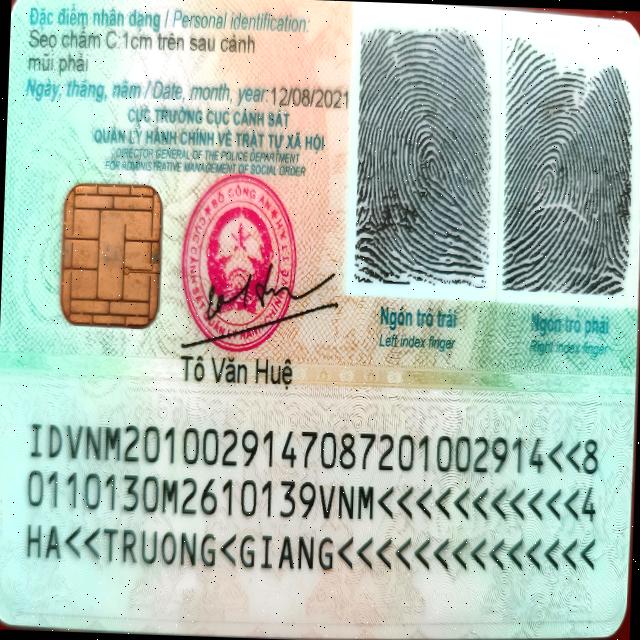 Đặc điểm nhân dạng / Personal identification:
Sẹo chấm C:1cm trên sau cánh
mũi phải
Ngày, tháng, năm / Date, month, year: 12/08/2021
CỤC TRƯỞNG CỤC CẢNH SÁT
QUẢN LÝ HÀNH CHÍNH VỀ TRẬT TỰ XÃ HỘI
DIRECTOR GENERAL OF THE POLICE DEPARTMENT
FOR ADMINISTRATIVE MANAGEMENT OF SOCIAL ORDER
BỘ CÔNG AN
Tô Văn Huệ
Ngón trỏ trái
Left index finger
Ngón trỏ phải
Right index finger
IDVNM2010029147087201002914<<8
0110130M2610139VNM<<<<<<<<<<<4
HA<<TRUONG<GIANG<<<<<<<<<<<<<<